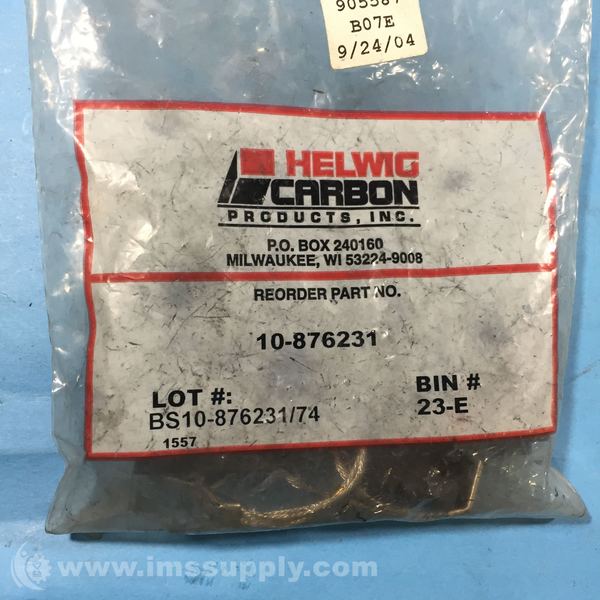 905587
B07E
9/24/04
HELWIG
CARBON
PRODUCTS, INC.
P.O. BOX 240160
MILWAUKEE, WI 53224-9008
REORDER PART NO.
10-876231
LOT #:
BIN #
BS10-876231/74
23-E
1557
© www.imssupply.com